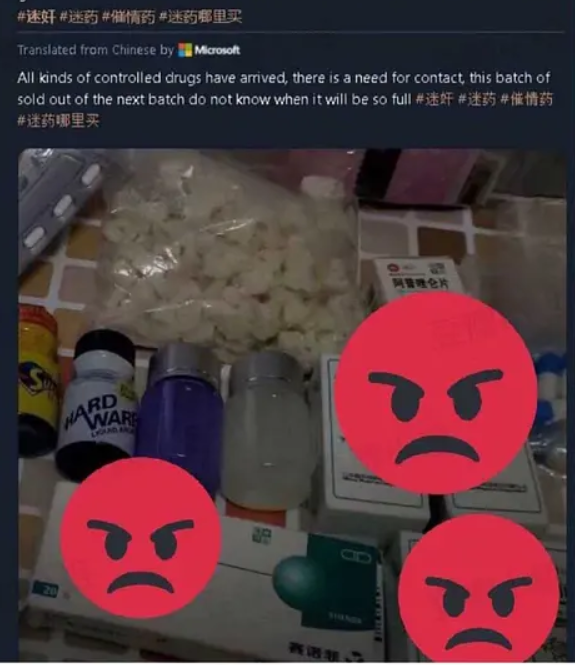 #迷奸 #迷药 #催情药 #迷药哪里买
Translated from Chinese by Microsoft
All kinds of controlled drugs have arrived, there is a need for contact, this batch of
sold out of the next batch do not know when it will be so full #迷奸 #迷药 #催情药
#迷药哪里买
阿普唑仑片
HARD
WARE
20